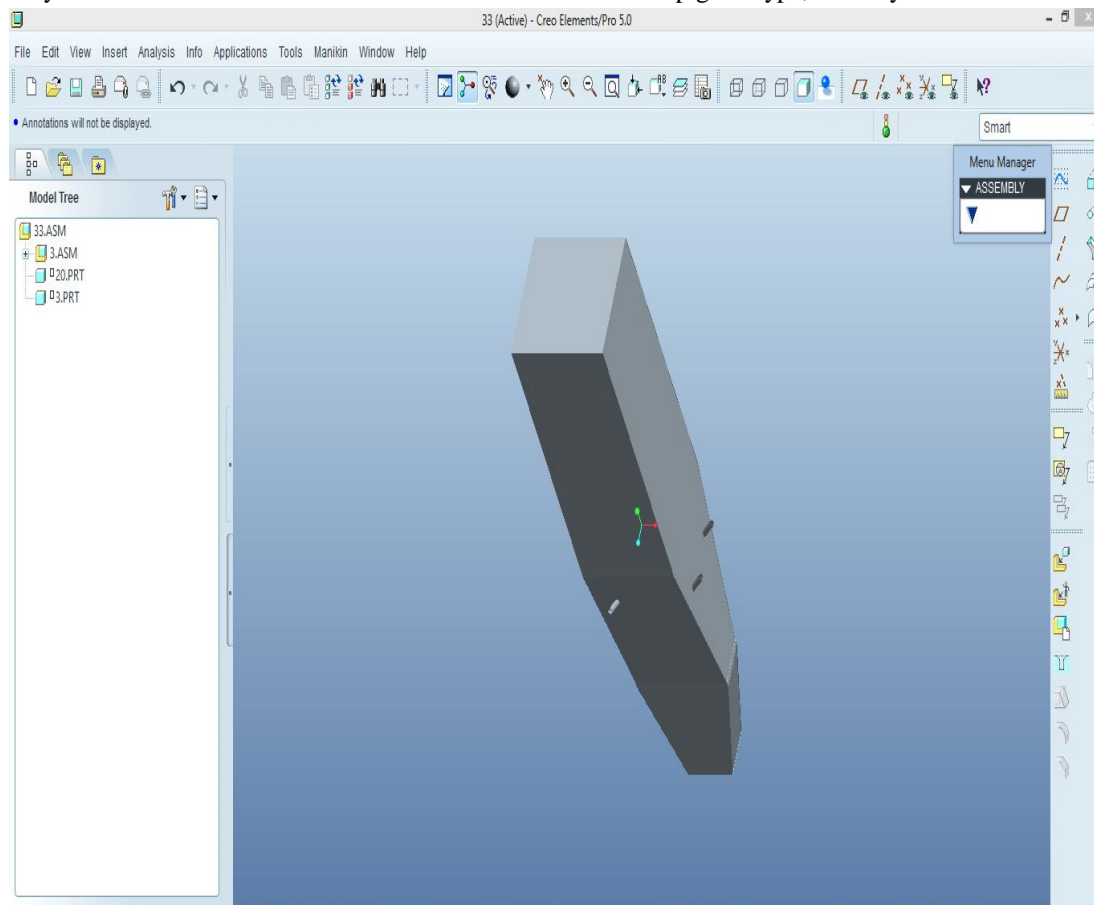 33 (Active) - Creo Elements/Pro 5.0
File Edit View Insert Analysis Info Applications Tools Manikin Window Help
• Annotations will not be displayed.
Smart
Menu Manager
ASSEMBLY
Model Tree
33.ASM
3.ASM
20.PRT
3.PRT